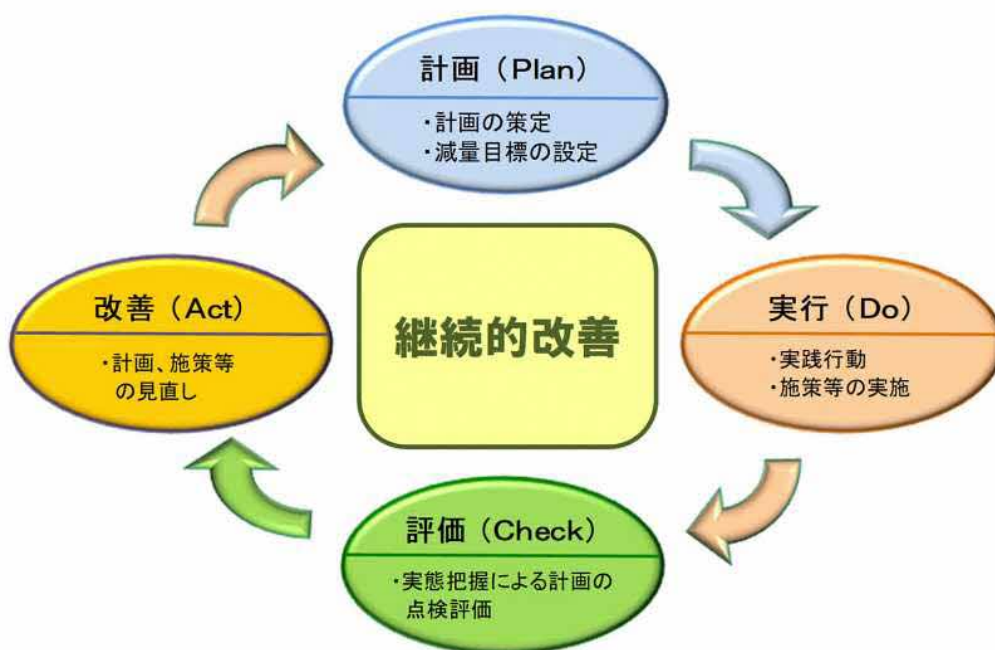 計画（Plan）
・計画の策定
・減量目標の設定
実行（Do）
・実践行動
・施策等の実施
評価（Check）
・実態把握による計画の
点検評価
改善（Act）
・計画、施策等
の見直し
継続的改善